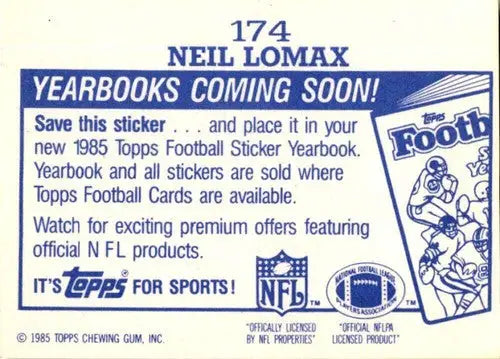 174
NEIL LOMAX
YEARBOOKS COMING SOON!
Save this sticker . . . and place it in your
new 1985 Topps Football Sticker Yearbook.
Yearbook and all stickers are sold where
Topps Football Cards are available.
Watch for exciting premium offers featuring
official N FL products.
IT'S Topps® FOR SPORTS!
NFL ™
NATIONAL FOOTBALL LEAGUE
PLAYERS ASSOCIATION ™
© 1985 TOPPS CHEWING GUM, INC.
"OFFICIALLY LICENSED
BY NFL PROPERTIES"
"OFFICIAL NFLPA
LICENSED PRODUCT"
Topps
Footb